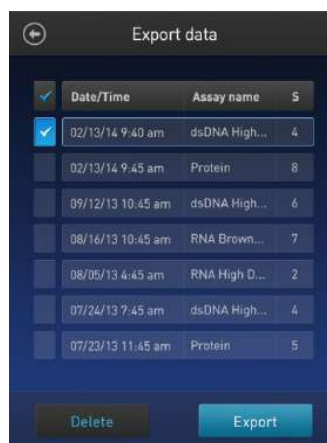 Export data
Date/Time Assay name S
02/13/14 9:40 am dsDNA High... 4
02/13/14 9:45 am Protein 8
09/12/13 10:45 am dsDNA High... 6
08/16/13 10:45 am RNA Brown... 7
08/05/13 4:45 am RNA High D... 2
07/24/13 7:45 am dsDNA High... 4
07/23/13 11:45 am Protein 5
Delete Export